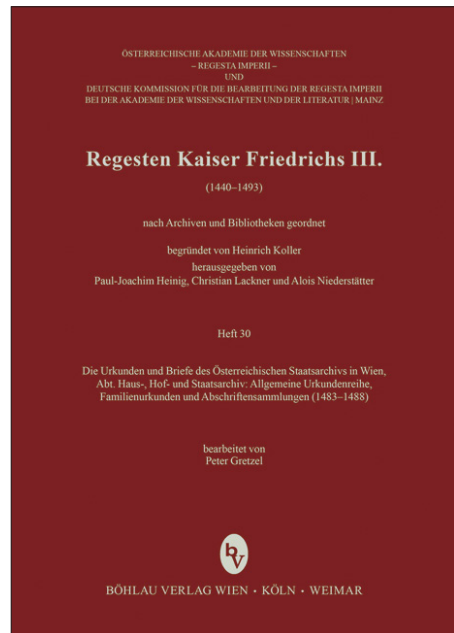 ÖSTERREICHISCHE AKADEMIE DER WISSENSCHAFTEN
– REGESTA IMPERII –
UND
DEUTSCHE KOMMISSION FÜR DIE BEARBEITUNG DER REGESTA IMPERII
BEI DER AKADEMIE DER WISSENSCHAFTEN UND DER LITERATUR | MAINZ
Regesten Kaiser Friedrichs III.
(1440–1493)
nach Archiven und Bibliotheken geordnet
begründet von Heinrich Koller
herausgegeben von
Paul-Joachim Heinig, Christian Lackner und Alois Niederstätter
Heft 30
Die Urkunden und Briefe des Österreichischen Staatsarchivs in Wien,
Abt. Haus-, Hof- und Staatsarchiv: Allgemeine Urkundenreihe,
Familienurkunden und Abschriftensammlungen (1483–1488)
bearbeitet von
Peter Gretzel
bV
BÖHLAU VERLAG WIEN · KÖLN · WEIMAR